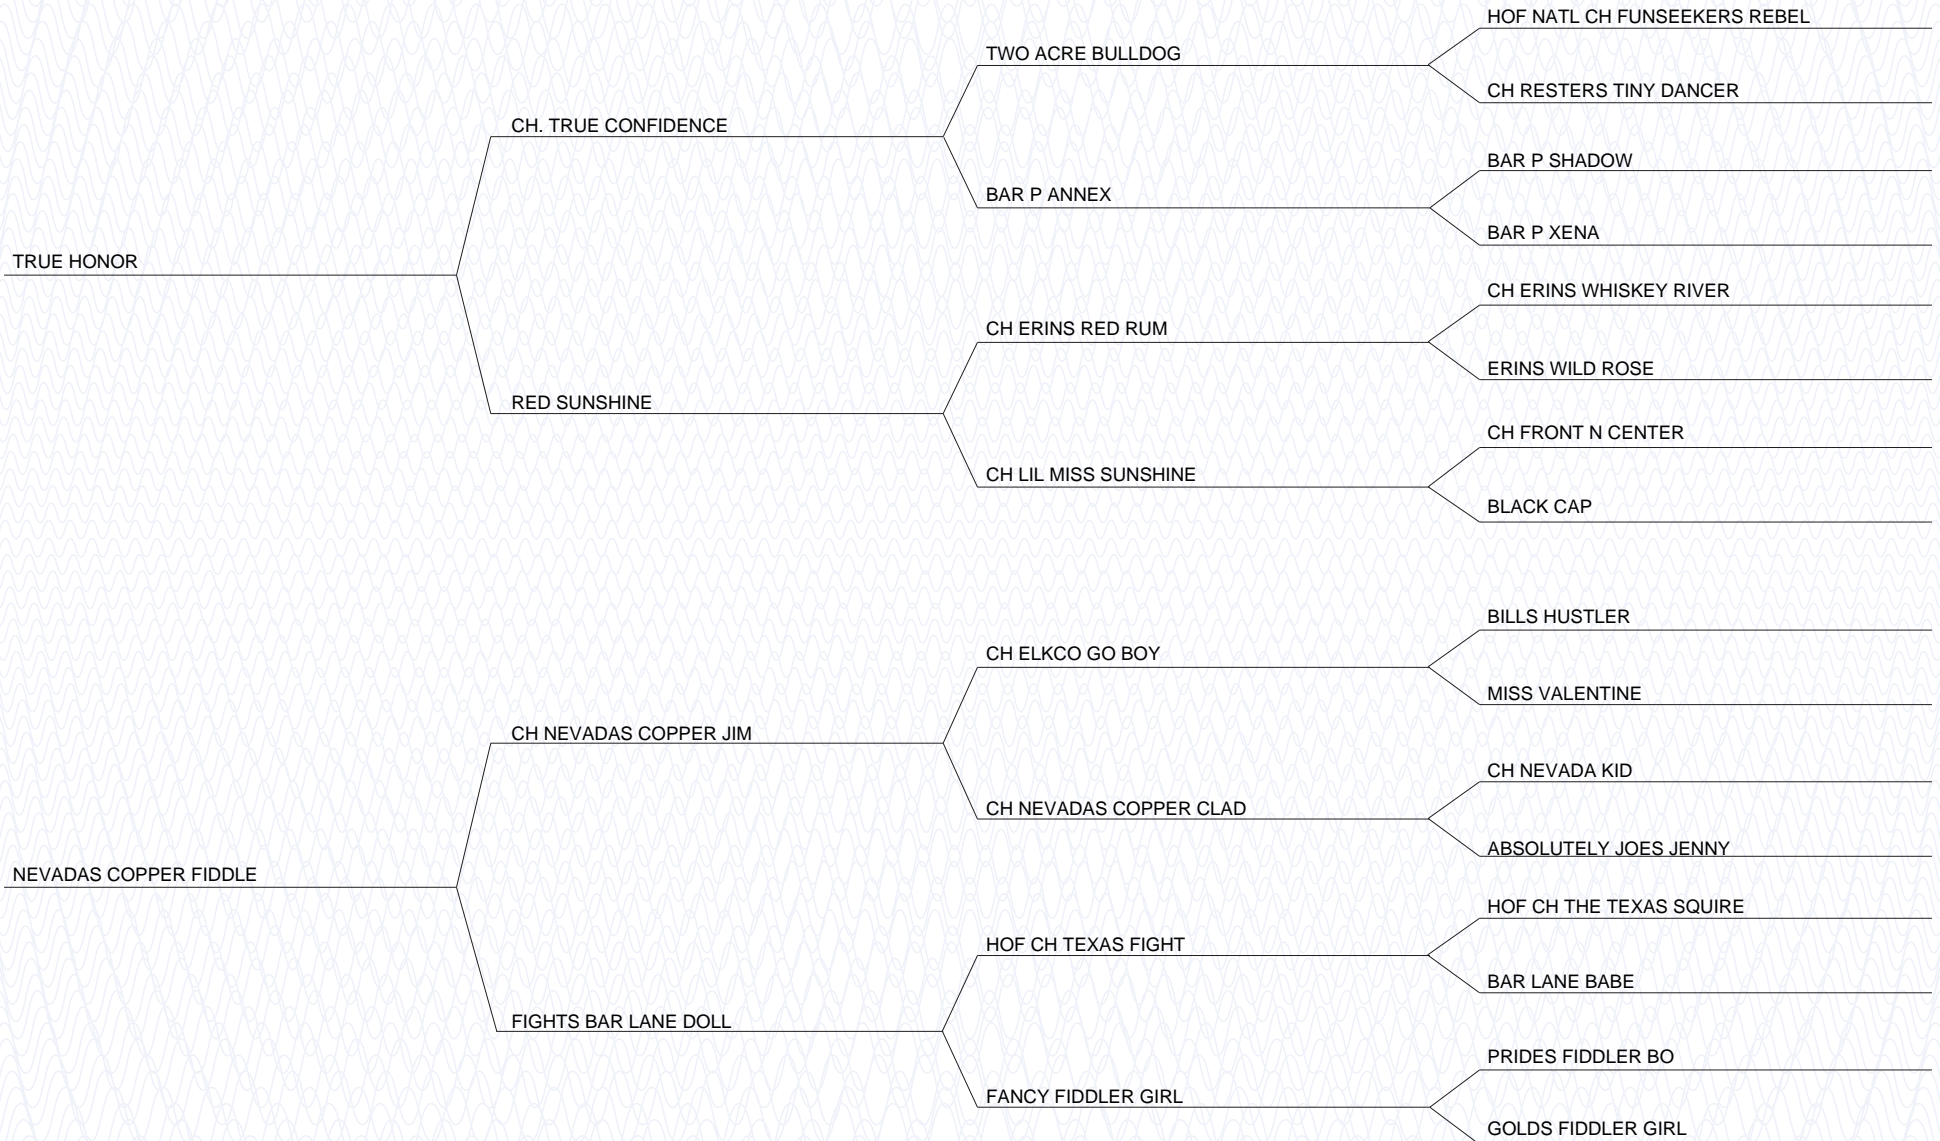 HOF NATL CH FUNSEEKERS REBEL
TWO ACRE BULLDOG
CH RESTERS TINY DANCER
CH. TRUE CONFIDENCE
BAR P SHADOW
BAR P ANNEX
BAR P XENA
TRUE HONOR
CH ERINS WHISKEY RIVER
CH ERINS RED RUM
ERINS WILD ROSE
RED SUNSHINE
CH FRONT N CENTER
CH LIL MISS SUNSHINE
BLACK CAP
BILLS HUSTLER
CH ELKCO GO BOY
MISS VALENTINE
CH NEVADAS COPPER JIM
CH NEVADA KID
CH NEVADAS COPPER CLAD
ABSOLUTELY JOES JENNY
NEVADAS COPPER FIDDLE
HOF CH THE TEXAS SQUIRE
HOF CH TEXAS FIGHT
BAR LANE BABE
FIGHTS BAR LANE DOLL
PRIDES FIDDLER BO
FANCY FIDDLER GIRL
GOLDS FIDDLER GIRL